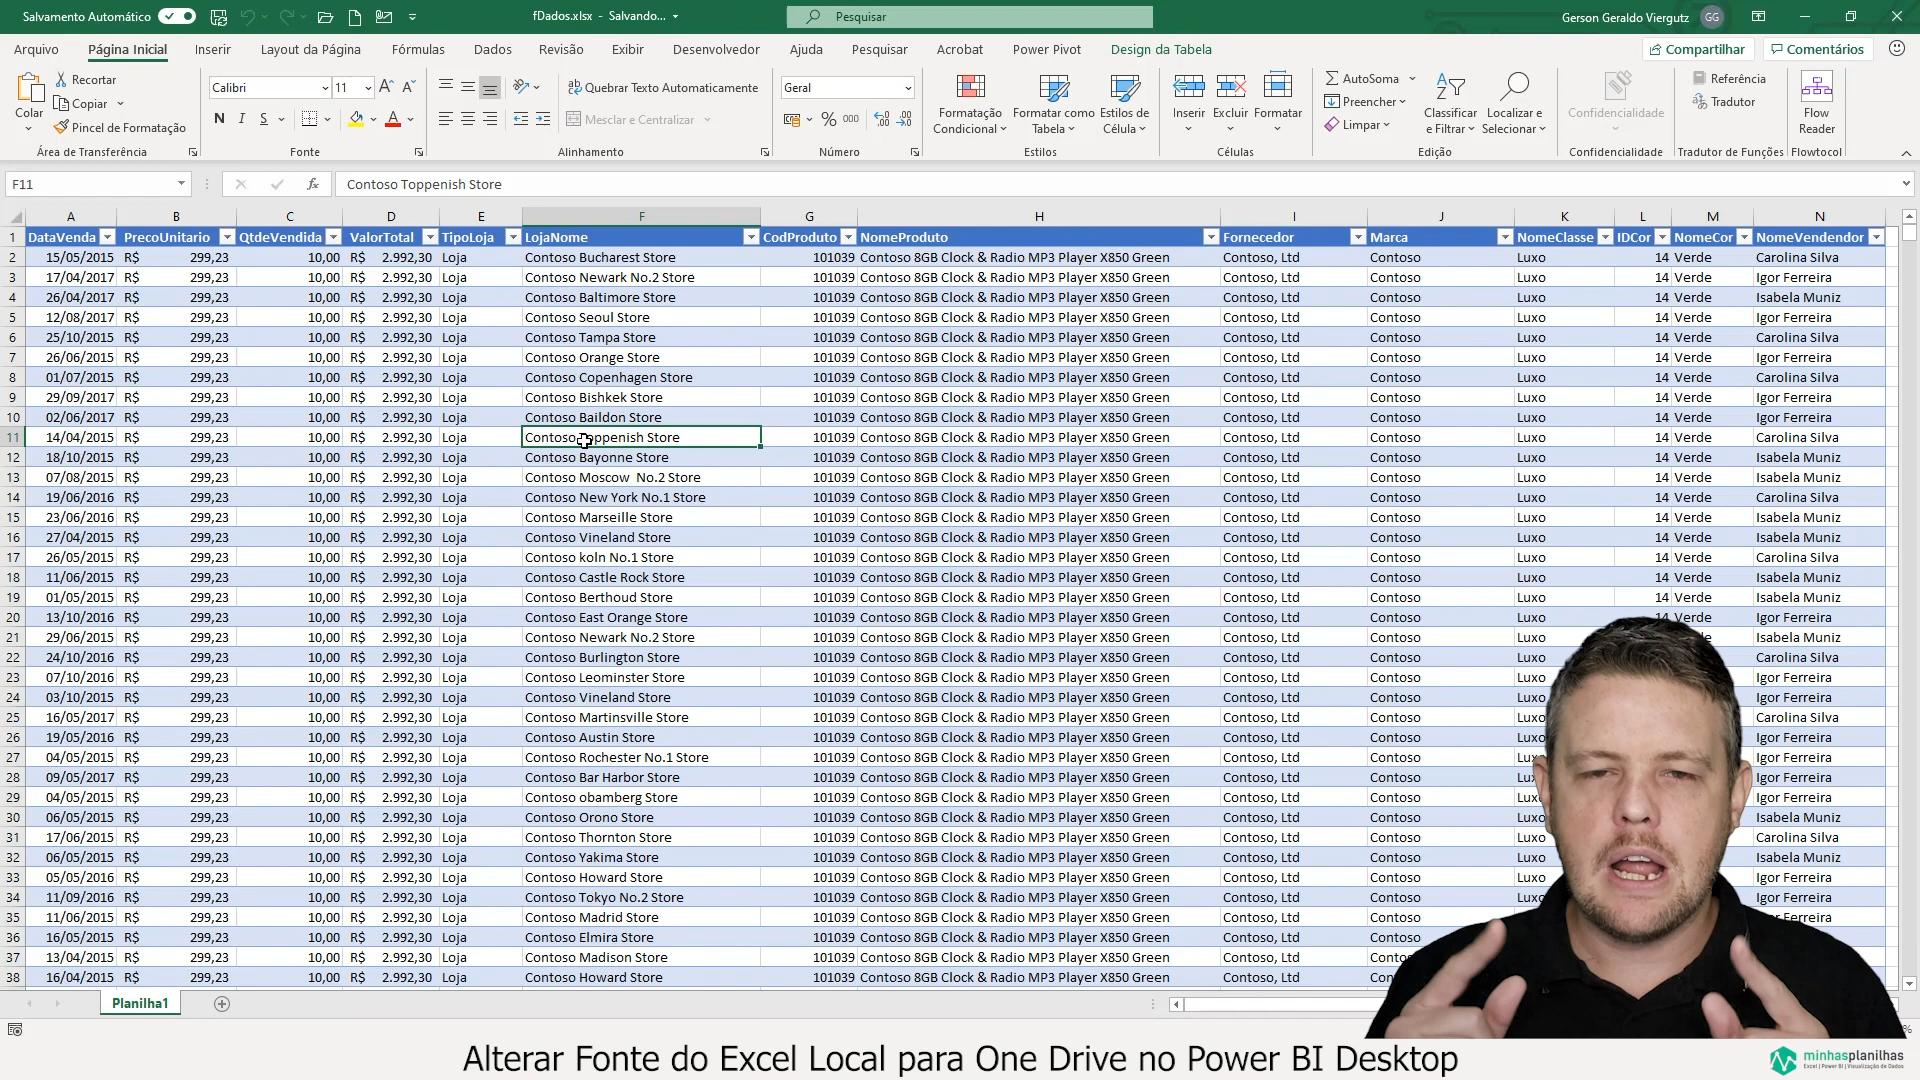 Salvamento Automático
fDados.xlsx - Salvando...
Pesquisar
Gerson Geraldo Viergutz GG
Arquivo Página Inicial Inserir Layout da Página Fórmulas Dados Revisão Exibir Desenvolvedor Ajuda Pesquisar Acrobat Power Pivot Design da Tabela Compartilhar Comentários
Colar
Recortar
Copiar
Pincel de Formatação
Área de Transferência
Calibri 11
N I S
Fonte
Quebrar Texto Automaticamente
Mesclar e Centralizar
Alinhamento
Geral
% 000
Número
Formatação Condicional
Formatar como Tabela
Estilos de Célula
Estilos
Inserir Excluir Formatar
Células
AutoSoma
Preencher
Limpar
Classificar e Filtrar
Localizar e Selecionar
Edição
Confidencialidade
Confidencialidade
Referência
Tradutor
Tradutor de Funções
Flow Reader
Flowtocol
F11 fx Contoso Toppenish Store
A B C D E F G H I J K L M N
1 DataVenda PrecoUnitario QtdeVendida ValorTotal TipoLoja LojaNome CodProduto NomeProduto Fornecedor Marca NomeClasse IDCor NomeCor NomeVendendor
2 15/05/2015 R$ 299,23 10,00 R$ 2.992,30 Loja Contoso Bucharest Store 101039 Contoso 8GB Clock & Radio MP3 Player X850 Green Contoso, Ltd Contoso Luxo 14 Verde Carolina Silva
3 17/04/2017 R$ 299,23 10,00 R$ 2.992,30 Loja Contoso Newark No.2 Store 101039 Contoso 8GB Clock & Radio MP3 Player X850 Green Contoso, Ltd Contoso Luxo 14 Verde Igor Ferreira
4 26/04/2017 R$ 299,23 10,00 R$ 2.992,30 Loja Contoso Baltimore Store 101039 Contoso 8GB Clock & Radio MP3 Player X850 Green Contoso, Ltd Contoso Luxo 14 Verde Isabela Muniz
5 12/08/2017 R$ 299,23 10,00 R$ 2.992,30 Loja Contoso Seoul Store 101039 Contoso 8GB Clock & Radio MP3 Player X850 Green Contoso, Ltd Contoso Luxo 14 Verde Igor Ferreira
6 25/10/2015 R$ 299,23 10,00 R$ 2.992,30 Loja Contoso Tampa Store 101039 Contoso 8GB Clock & Radio MP3 Player X850 Green Contoso, Ltd Contoso Luxo 14 Verde Carolina Silva
7 26/06/2015 R$ 299,23 10,00 R$ 2.992,30 Loja Contoso Orange Store 101039 Contoso 8GB Clock & Radio MP3 Player X850 Green Contoso, Ltd Contoso Luxo 14 Verde Igor Ferreira
8 01/07/2015 R$ 299,23 10,00 R$ 2.992,30 Loja Contoso Copenhagen Store 101039 Contoso 8GB Clock & Radio MP3 Player X850 Green Contoso, Ltd Contoso Luxo 14 Verde Carolina Silva
9 29/09/2017 R$ 299,23 10,00 R$ 2.992,30 Loja Contoso Bishkek Store 101039 Contoso 8GB Clock & Radio MP3 Player X850 Green Contoso, Ltd Contoso Luxo 14 Verde Igor Ferreira
10 02/06/2017 R$ 299,23 10,00 R$ 2.992,30 Loja Contoso Baildon Store 101039 Contoso 8GB Clock & Radio MP3 Player X850 Green Contoso, Ltd Contoso Luxo 14 Verde Igor Ferreira
11 14/04/2015 R$ 299,23 10,00 R$ 2.992,30 Loja Contoso Toppenish Store 101039 Contoso 8GB Clock & Radio MP3 Player X850 Green Contoso, Ltd Contoso Luxo 14 Verde Carolina Silva
12 18/10/2015 R$ 299,23 10,00 R$ 2.992,30 Loja Contoso Bayonne Store 101039 Contoso 8GB Clock & Radio MP3 Player X850 Green Contoso, Ltd Contoso Luxo 14 Verde Isabela Muniz
13 07/08/2015 R$ 299,23 10,00 R$ 2.992,30 Loja Contoso Moscow No.2 Store 101039 Contoso 8GB Clock & Radio MP3 Player X850 Green Contoso, Ltd Contoso Luxo 14 Verde Isabela Muniz
14 19/06/2016 R$ 299,23 10,00 R$ 2.992,30 Loja Contoso New York No.1 Store 101039 Contoso 8GB Clock & Radio MP3 Player X850 Green Contoso, Ltd Contoso Luxo 14 Verde Carolina Silva
15 23/06/2016 R$ 299,23 10,00 R$ 2.992,30 Loja Contoso Marseille Store 101039 Contoso 8GB Clock & Radio MP3 Player X850 Green Contoso, Ltd Contoso Luxo 14 Verde Isabela Muniz
16 27/04/2015 R$ 299,23 10,00 R$ 2.992,30 Loja Contoso Vineland Store 101039 Contoso 8GB Clock & Radio MP3 Player X850 Green Contoso, Ltd Contoso Luxo 14 Verde Isabela Muniz
17 26/05/2015 R$ 299,23 10,00 R$ 2.992,30 Loja Contoso koln No.1 Store 101039 Contoso 8GB Clock & Radio MP3 Player X850 Green Contoso, Ltd Contoso Luxo 14 Verde Carolina Silva
18 11/06/2015 R$ 299,23 10,00 R$ 2.992,30 Loja Contoso Castle Rock Store 101039 Contoso 8GB Clock & Radio MP3 Player X850 Green Contoso, Ltd Contoso Luxo 14 Verde Isabela Muniz
19 01/05/2015 R$ 299,23 10,00 R$ 2.992,30 Loja Contoso Berthoud Store 101039 Contoso 8GB Clock & Radio MP3 Player X850 Green Contoso, Ltd Contoso Luxo 14 Verde Isabela Muniz
20 13/10/2016 R$ 299,23 10,00 R$ 2.992,30 Loja Contoso East Orange Store 101039 Contoso 8GB Clock & Radio MP3 Player X850 Green Contoso, Ltd Contoso Luxo 14 Verde Igor Ferreira
21 29/06/2015 R$ 299,23 10,00 R$ 2.992,30 Loja Contoso Newark No.2 Store 101039 Contoso 8GB Clock & Radio MP3 Player X850 Green Contoso, Ltd Contoso Luxo Isabela Muniz
22 24/10/2016 R$ 299,23 10,00 R$ 2.992,30 Loja Contoso Burlington Store 101039 Contoso 8GB Clock & Radio MP3 Player X850 Green Contoso, Ltd Contoso Luxo Carolina Silva
23 07/10/2016 R$ 299,23 10,00 R$ 2.992,30 Loja Contoso Leominster Store 101039 Contoso 8GB Clock & Radio MP3 Player X850 Green Contoso, Ltd Contoso Luxo Igor Ferreira
24 03/10/2015 R$ 299,23 10,00 R$ 2.992,30 Loja Contoso Vineland Store 101039 Contoso 8GB Clock & Radio MP3 Player X850 Green Contoso, Ltd Contoso Luxo Igor Ferreira
25 16/05/2017 R$ 299,23 10,00 R$ 2.992,30 Loja Contoso Martinsville Store 101039 Contoso 8GB Clock & Radio MP3 Player X850 Green Contoso, Ltd Contoso Luxo Carolina Silva
26 19/05/2016 R$ 299,23 10,00 R$ 2.992,30 Loja Contoso Austin Store 101039 Contoso 8GB Clock & Radio MP3 Player X850 Green Contoso, Ltd Contoso Luxo Igor Ferreira
27 04/05/2015 R$ 299,23 10,00 R$ 2.992,30 Loja Contoso Rochester No.1 Store 101039 Contoso 8GB Clock & Radio MP3 Player X850 Green Contoso, Ltd Contoso Igor Ferreira
28 09/05/2017 R$ 299,23 10,00 R$ 2.992,30 Loja Contoso Bar Harbor Store 101039 Contoso 8GB Clock & Radio MP3 Player X850 Green Contoso, Ltd Contoso Igor Ferreira
29 04/05/2015 R$ 299,23 10,00 R$ 2.992,30 Loja Contoso obamberg Store 101039 Contoso 8GB Clock & Radio MP3 Player X850 Green Contoso, Ltd Contoso Igor Ferreira
30 06/05/2015 R$ 299,23 10,00 R$ 2.992,30 Loja Contoso Orono Store 101039 Contoso 8GB Clock & Radio MP3 Player X850 Green Contoso, Ltd Contoso Luxo Isabela Muniz
31 17/06/2015 R$ 299,23 10,00 R$ 2.992,30 Loja Contoso Thornton Store 101039 Contoso 8GB Clock & Radio MP3 Player X850 Green Contoso, Ltd Contoso Luxo Carolina Silva
32 06/05/2015 R$ 299,23 10,00 R$ 2.992,30 Loja Contoso Yakima Store 101039 Contoso 8GB Clock & Radio MP3 Player X850 Green Contoso, Ltd Contoso Luxo Isabela Muniz
33 05/05/2016 R$ 299,23 10,00 R$ 2.992,30 Loja Contoso Howard Store 101039 Contoso 8GB Clock & Radio MP3 Player X850 Green Contoso, Ltd Contoso Luxo Igor Ferreira
34 11/09/2016 R$ 299,23 10,00 R$ 2.992,30 Loja Contoso Tokyo No.2 Store 101039 Contoso 8GB Clock & Radio MP3 Player X850 Green Contoso, Ltd Contoso Luxo Igor Ferreira
35 11/06/2015 R$ 299,23 10,00 R$ 2.992,30 Loja Contoso Madrid Store 101039 Contoso 8GB Clock & Radio MP3 Player X850 Green Contoso, Ltd Contoso Ferreira
36 16/05/2015 R$ 299,23 10,00 R$ 2.992,30 Loja Contoso Elmira Store 101039 Contoso 8GB Clock & Radio MP3 Player X850 Green Contoso, Ltd Contoso
37 13/04/2015 R$ 299,23 10,00 R$ 2.992,30 Loja Contoso Madison Store 101039 Contoso 8GB Clock & Radio MP3 Player X850 Green Contoso, Ltd
38 16/04/2015 R$ 299,23 10,00 R$ 2.992,30 Loja Contoso Howard Store 101039 Contoso 8GB Clock & Radio MP3 Player X850 Green Contoso, Ltd
Planilha1
Alterar Fonte do Excel Local para One Drive no Power BI Desktop
minhasplanilhas
Excel | Power BI | Visualização de Dados